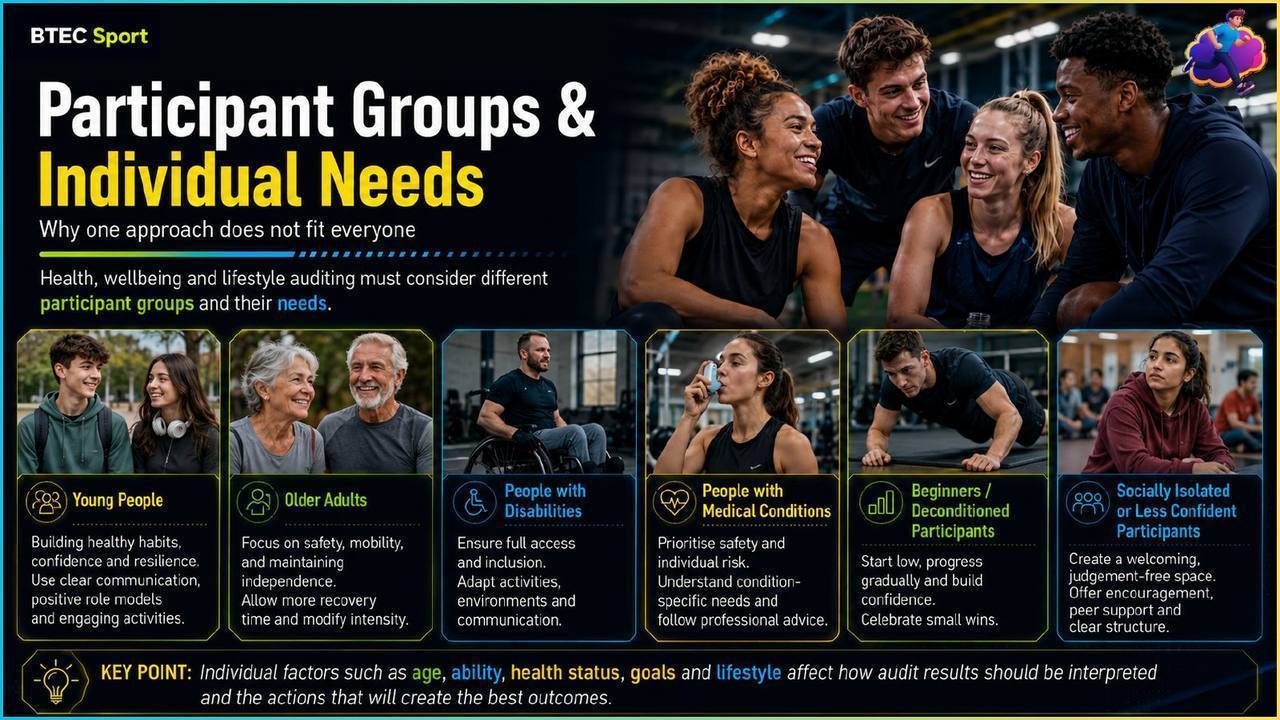 BTEC Sport
Participant Groups &
Individual Needs
Why one approach does not fit everyone
Health, wellbeing and lifestyle auditing must consider different
participant groups and their needs.
Young People
Building healthy habits,
confidence and resilience.
Use clear communication,
positive role models
and engaging activities.
Older Adults
Focus on safety, mobility,
and maintaining
independence.
Allow more recovery
time and modify intensity.
People with
Disabilities
Ensure full access
and inclusion.
Adapt activities,
environments and
communication.
People with
Medical Conditions
Prioritise safety and
individual risk.
Understand condition-
specific needs and
follow professional advice.
Beginners /
Deconditioned
Participants
Start low, progress
gradually and build
confidence.
Celebrate small wins.
Socially Isolated
or Less Confident
Participants
Create a welcoming,
judgement-free space.
Offer encouragement,
peer support and
clear structure.
KEY POINT: Individual factors such as age, ability, health status, goals and lifestyle affect how audit results should be interpreted
and the actions that will create the best outcomes.